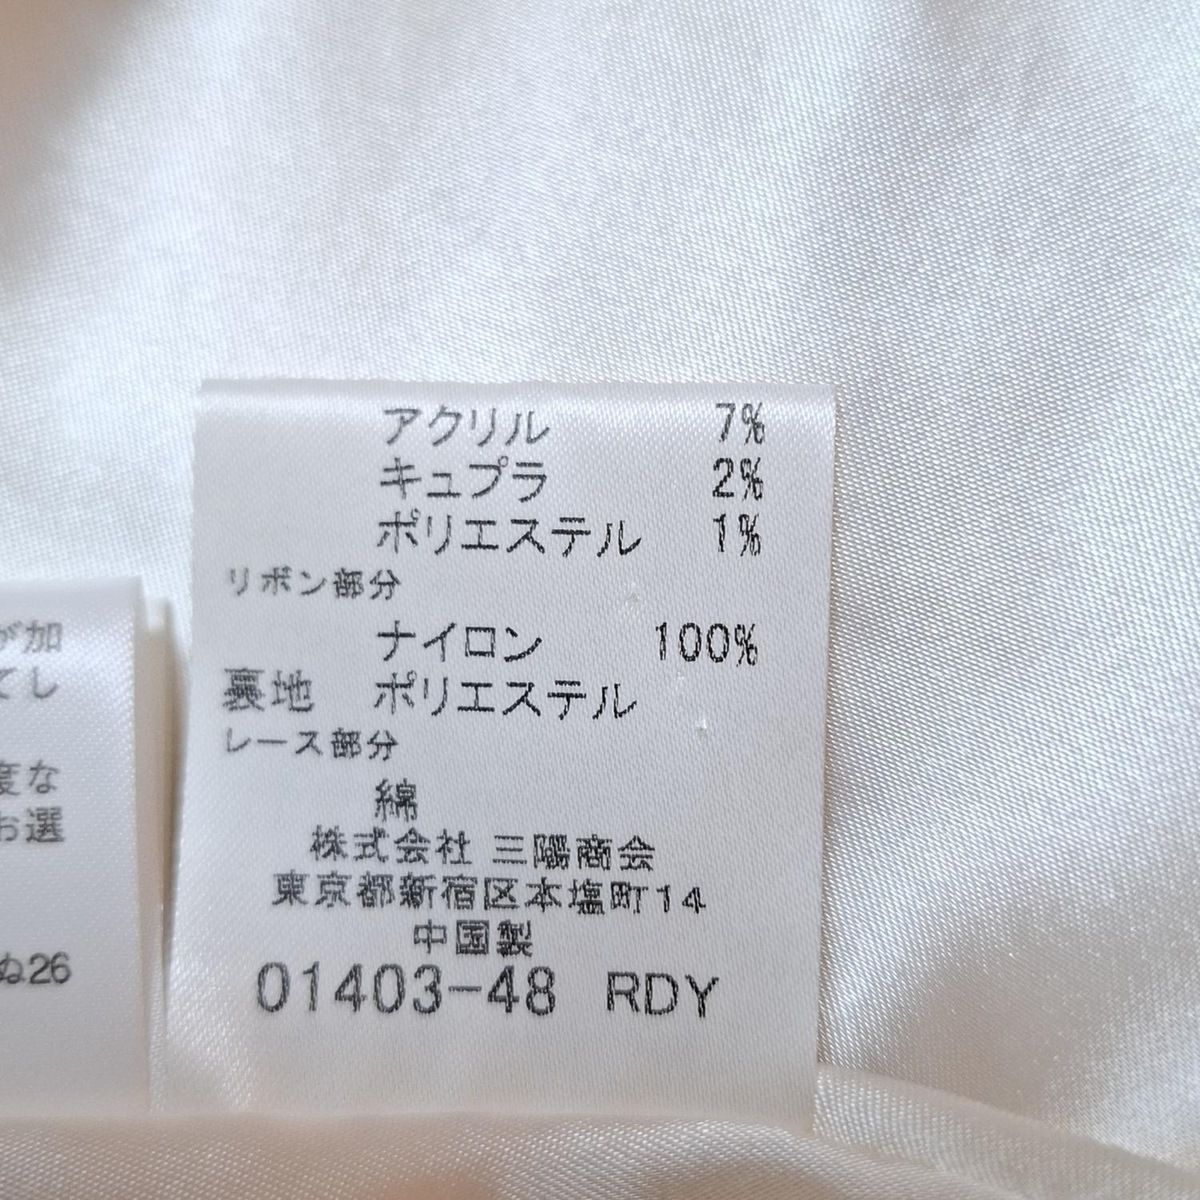 アクリル 7%
キュプラ 2%
ポリエステル 1%
リボン部分
ナイロン 100%
裏地 ポリエステル
レース部分
綿
株式会社 三陽商会
東京都新宿区本塩町14
中国製
01403-48 RDY
が加
てし
度な
お選
ぬ26